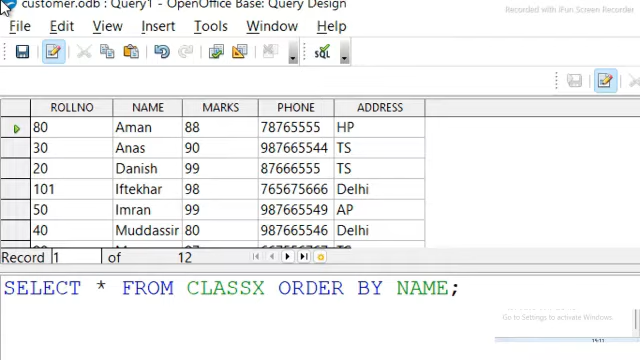 customer.odb : Query1 - OpenOffice Base: Query Design
Recorded with iFun Screen Recorder
File Edit View Insert Tools Window Help
SQL
ROLLNO NAME MARKS PHONE ADDRESS
80 Aman 88 78765555 HP
30 Anas 90 987665544 TS
20 Danish 99 87666555 TS
101 Iftekhar 98 765675666 Delhi
50 Imran 99 987665549 AP
40 Muddassir 80 987665546 Delhi
Record 1 of 12
SELECT * FROM CLASSX ORDER BY NAME;
Go to Settings to activate Windows.
15:11